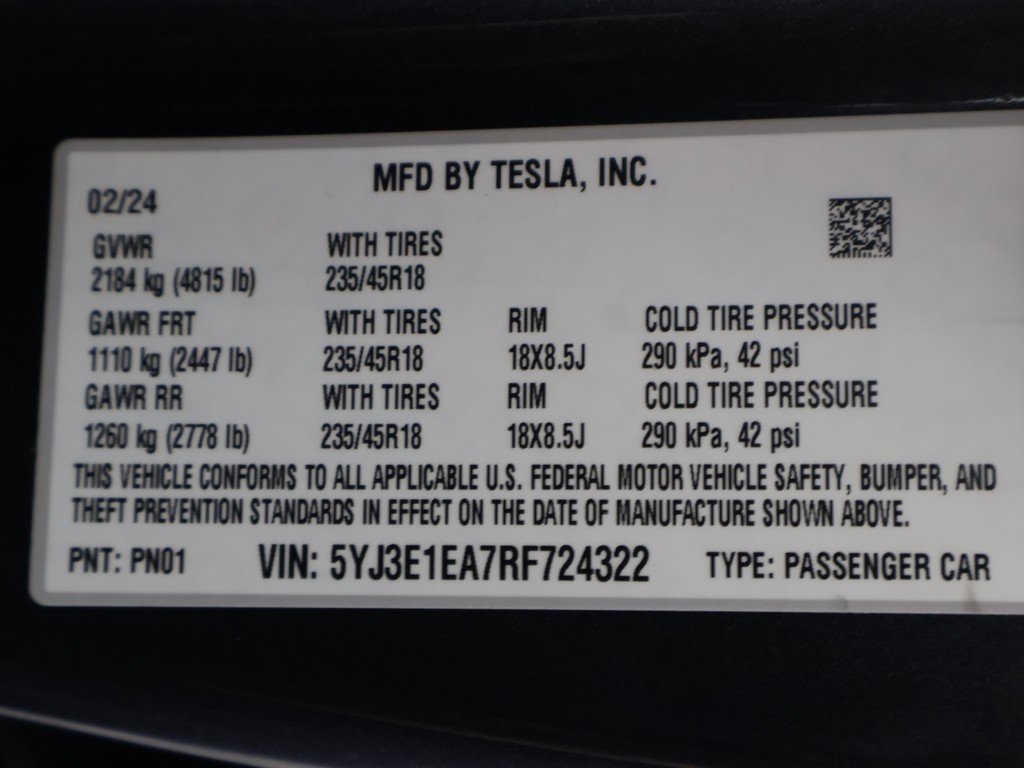 MFD BY TESLA, INC.
02/24
GVWR WITH TIRES
2184 kg (4815 lb) 235/45R18
GAWR FRT WITH TIRES RIM COLD TIRE PRESSURE
1110 kg (2447 lb) 235/45R18 18X8.5J 290 kPa, 42 psi
GAWR RR WITH TIRES RIM COLD TIRE PRESSURE
1260 kg (2778 lb) 235/45R18 18X8.5J 290 kPa, 42 psi
THIS VEHICLE CONFORMS TO ALL APPLICABLE U.S. FEDERAL MOTOR VEHICLE SAFETY, BUMPER, AND
THEFT PREVENTION STANDARDS IN EFFECT ON THE DATE OF MANUFACTURE SHOWN ABOVE.
PNT: PN01 VIN: 5YJ3E1EA7RF724322 TYPE: PASSENGER CAR